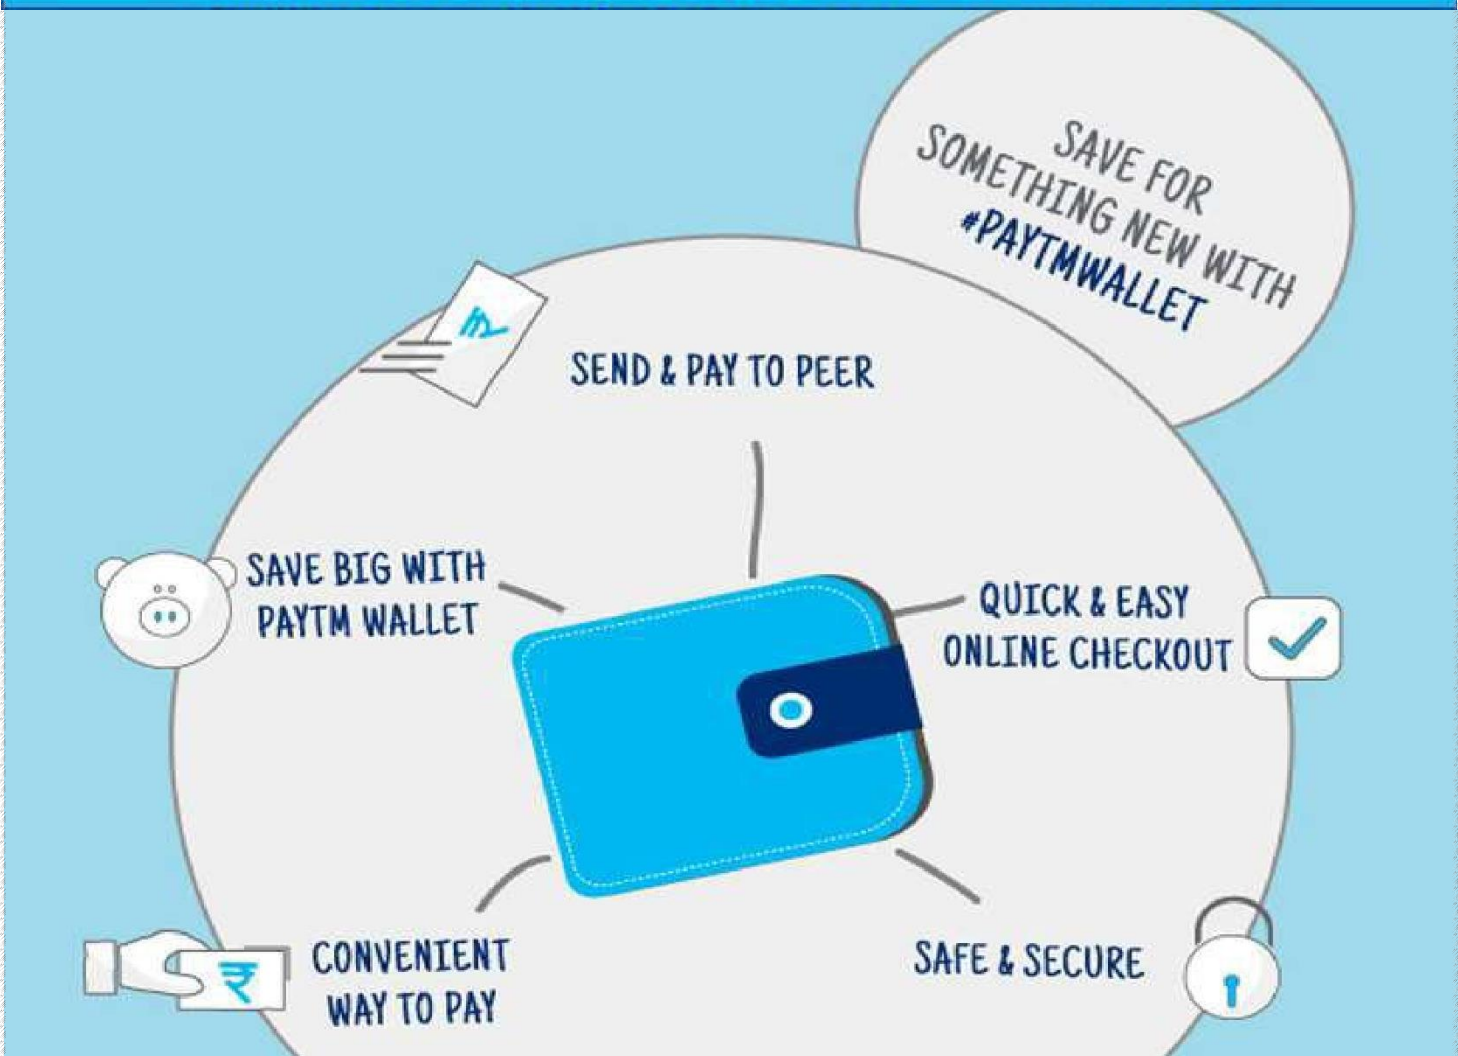 SAVE FOR
SOMETHING NEW WITH
#PAYTMWALLET
SEND & PAY TO PEER
SAVE BIG WITH
PAYTM WALLET
QUICK & EASY
ONLINE CHECKOUT
CONVENIENT
WAY TO PAY
SAFE & SECURE
₹
₹